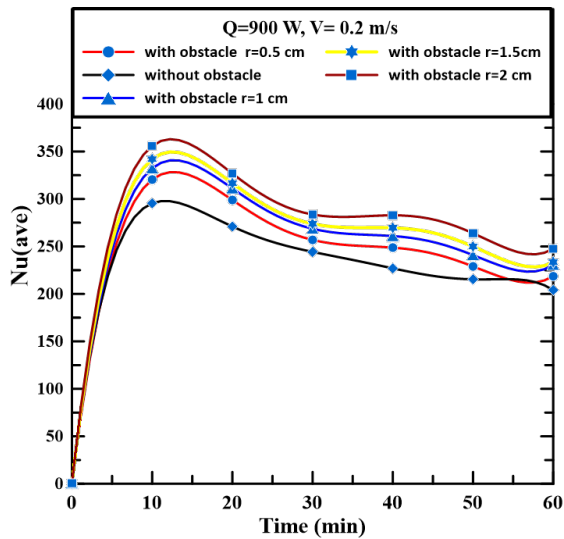 Q=900 W, V= 0.2 m/s
with obstacle r=0.5 cm
with obstacle r=1.5cm
without obstacle
with obstacle r=2 cm
with obstacle r=1 cm
400
350
300
250
200
150
100
50
0
Nu(ave)
0 10 20 30 40 50 60
Time (min)